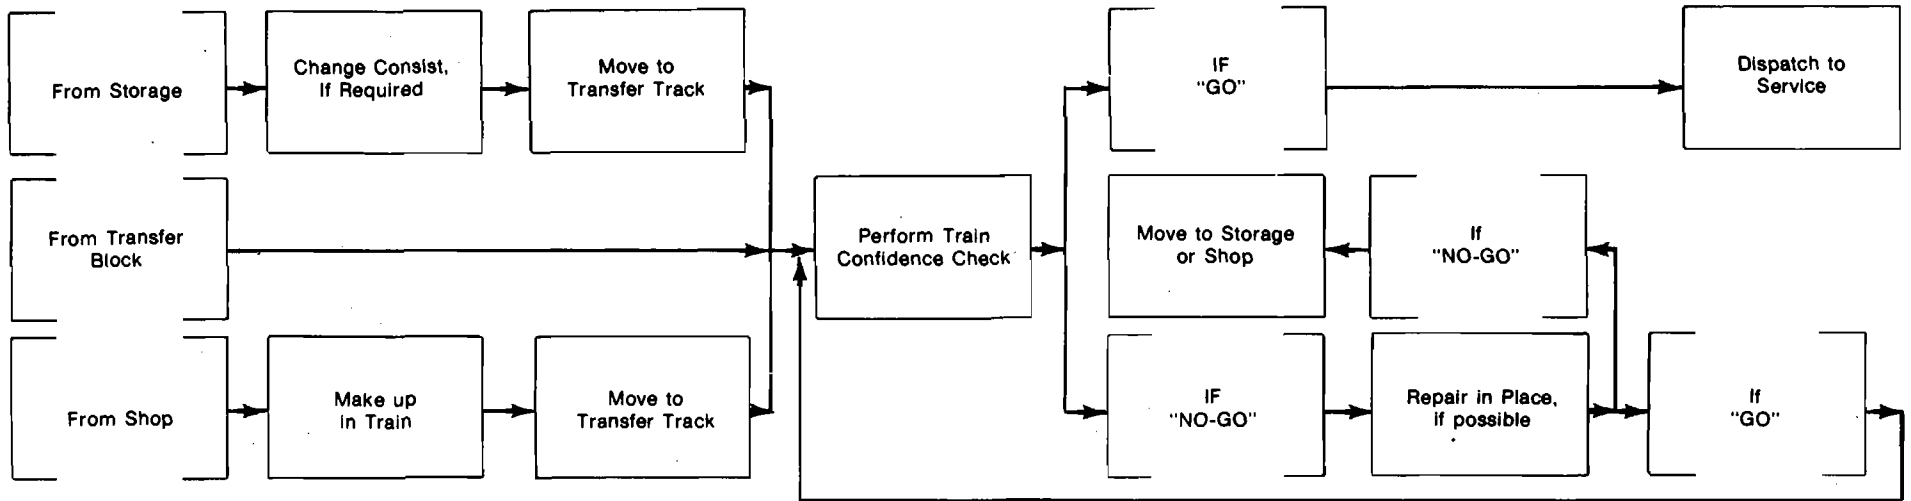 From Storage
Change Consist,
If Required
Move to
Transfer Track
IF
"GO"
Dispatch to
Service
From Transfer
Block
Perform Train
Confidence Check
Move to Storage
or Shop
If
"NO-GO"
From Shop
Make up
in Train
Move to
Transfer Track
IF
"NO-GO"
Repair in Place,
if possible
If
"GO"